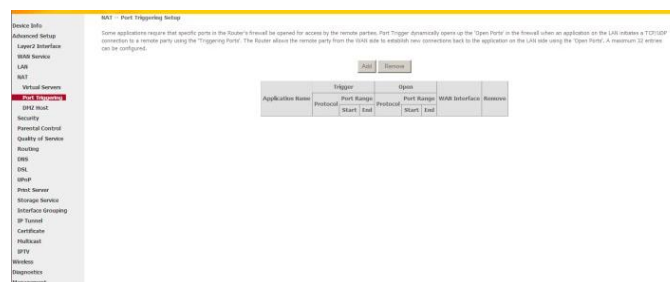 NAT -- Port Triggering Setup
Some applications require that specific ports in the Router's firewall be opened for access by the remote parties. Port Trigger dynamically opens up the 'Open Ports' in the firewall when an application on the LAN initiates a TCP/UDP
connection to a remote party using the 'Triggering Ports'. The Router allows the remote party from the WAN side to establish new connections back to the application on the LAN side using the 'Open Ports'. A maximum 32 entries
can be configured.
Add Remove
Trigger Open
Application Name Protocol Port Range Protocol Port Range WAN Interface Remove
Start End Start End
Device Info
Advanced Setup
Layer2 Interface
WAN Service
LAN
NAT
Virtual Servers
Port Triggering
DMZ Host
Security
Parental Control
Quality of Service
Routing
DNS
DSL
UPnP
Print Server
Storage Service
Interface Grouping
IP Tunnel
Certificate
Multicast
IPTV
Wireless
Diagnostics
Management